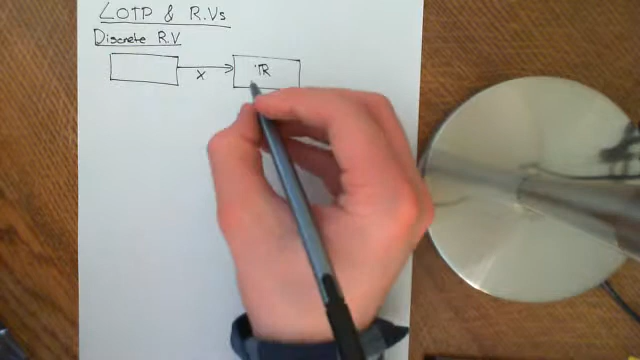 LOTP & R.Vs
Discrete R.V
X
ℝ